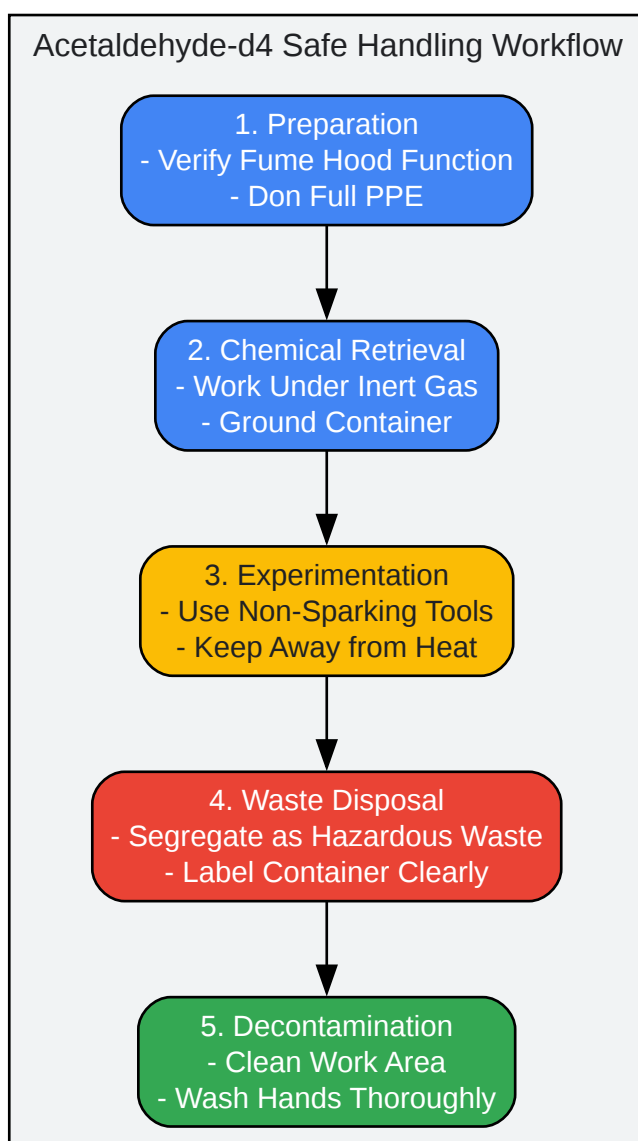 Acetaldehyde-d4 Safe Handling Workflow
1. Preparation
- Verify Fume Hood Function
- Don Full PPE
2. Chemical Retrieval
- Work Under Inert Gas
- Ground Container
3. Experimentation
- Use Non-Sparking Tools
- Keep Away from Heat
4. Waste Disposal
- Segregate as Hazardous Waste
- Label Container Clearly
5. Decontamination
- Clean Work Area
- Wash Hands Thoroughly